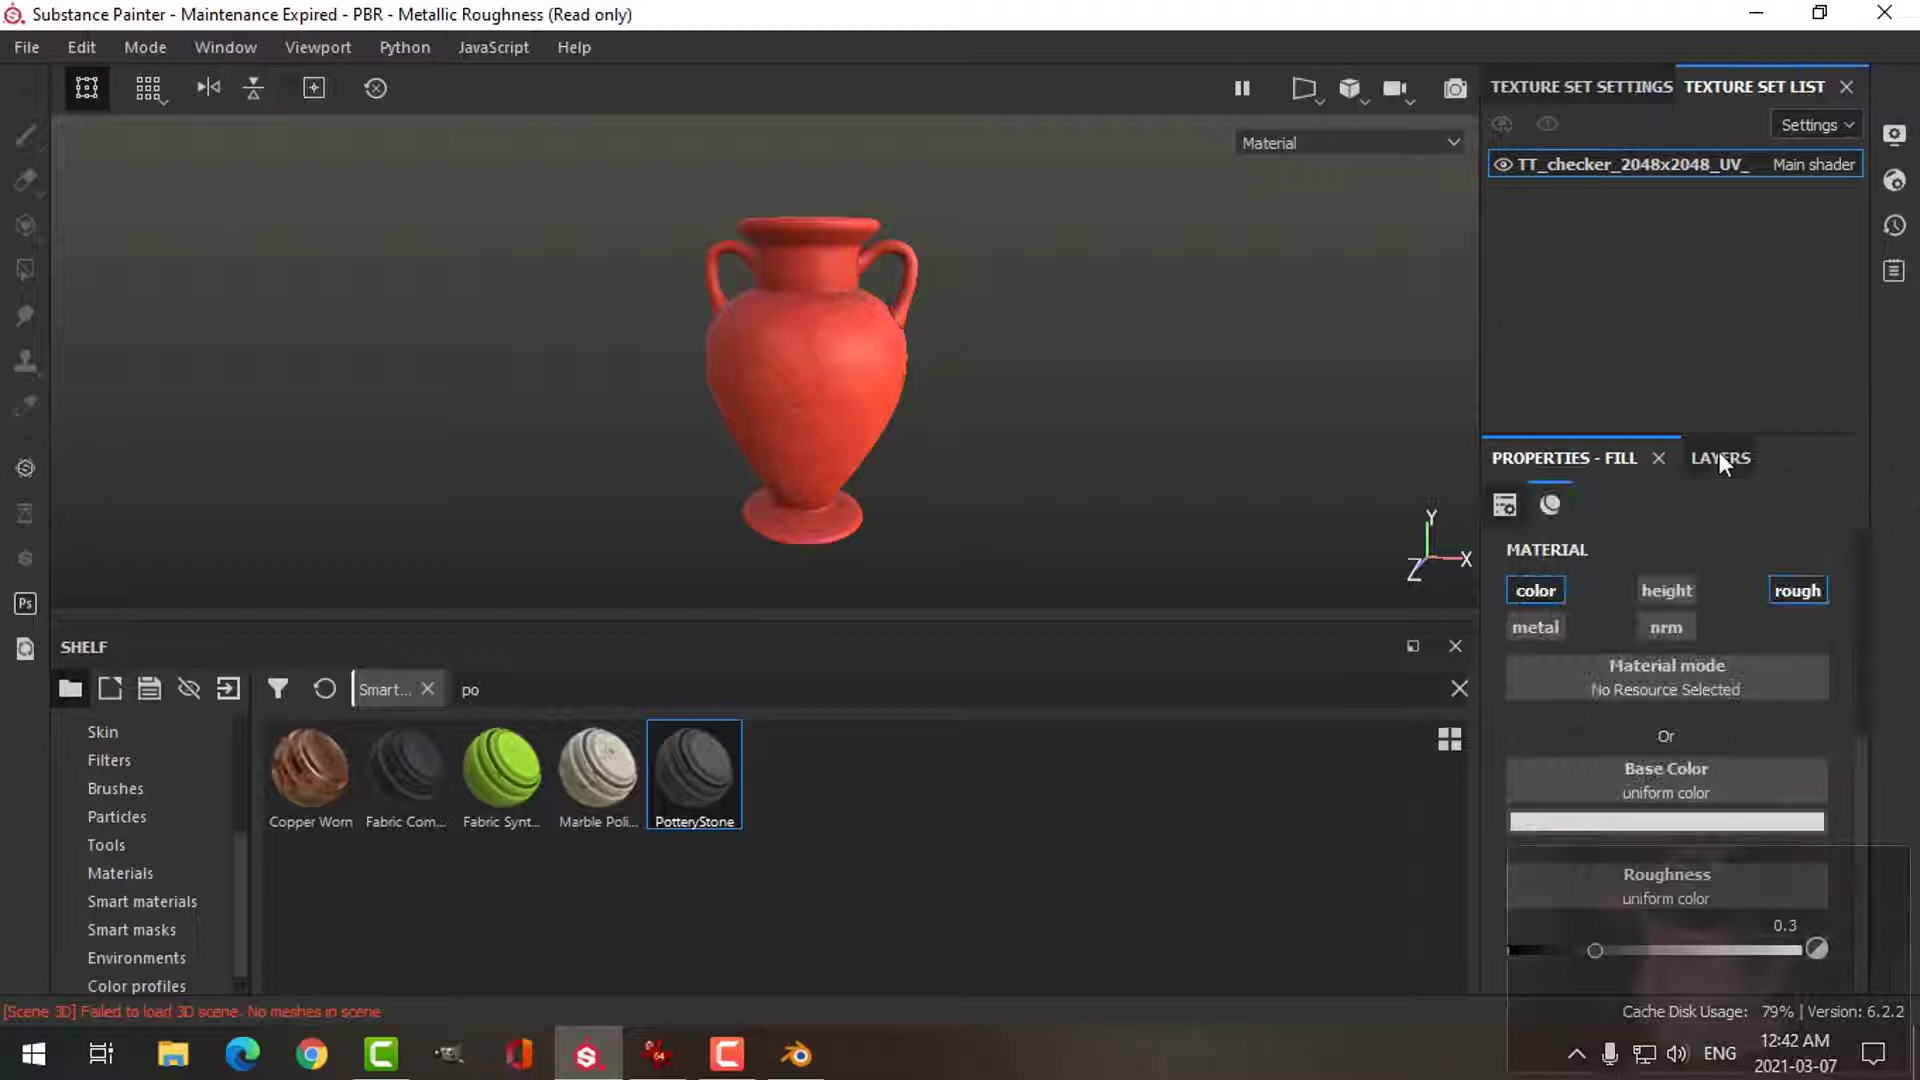 Substance Painter - Maintenance Expired - PBR - Metallic Roughness (Read only)
File Edit Mode Window Viewport Python JavaScript Help
TEXTURE SET SETTINGS TEXTURE SET LIST
Settings
Material
TT_checker_2048x2048_UV_ Main shader
PROPERTIES - FILL LAYERS
Y
X
Z
MATERIAL
color height rough
metal nrm
Material mode
No Resource Selected
Or
Base Color
uniform color
Roughness
uniform color
0.3
Ps
SHELF
Smart... po
Skin
Filters
Brushes
Particles
Tools
Materials
Smart materials
Smart masks
Environments
Color profiles
Copper Worn Fabric Com... Fabric Synt... Marble Poli... PotteryStone
[Scene 3D] Failed to load 3D scene. No meshes in scene
Cache Disk Usage: 79% | Version: 6.2.2
64
ENG
12:42 AM
2021-03-07